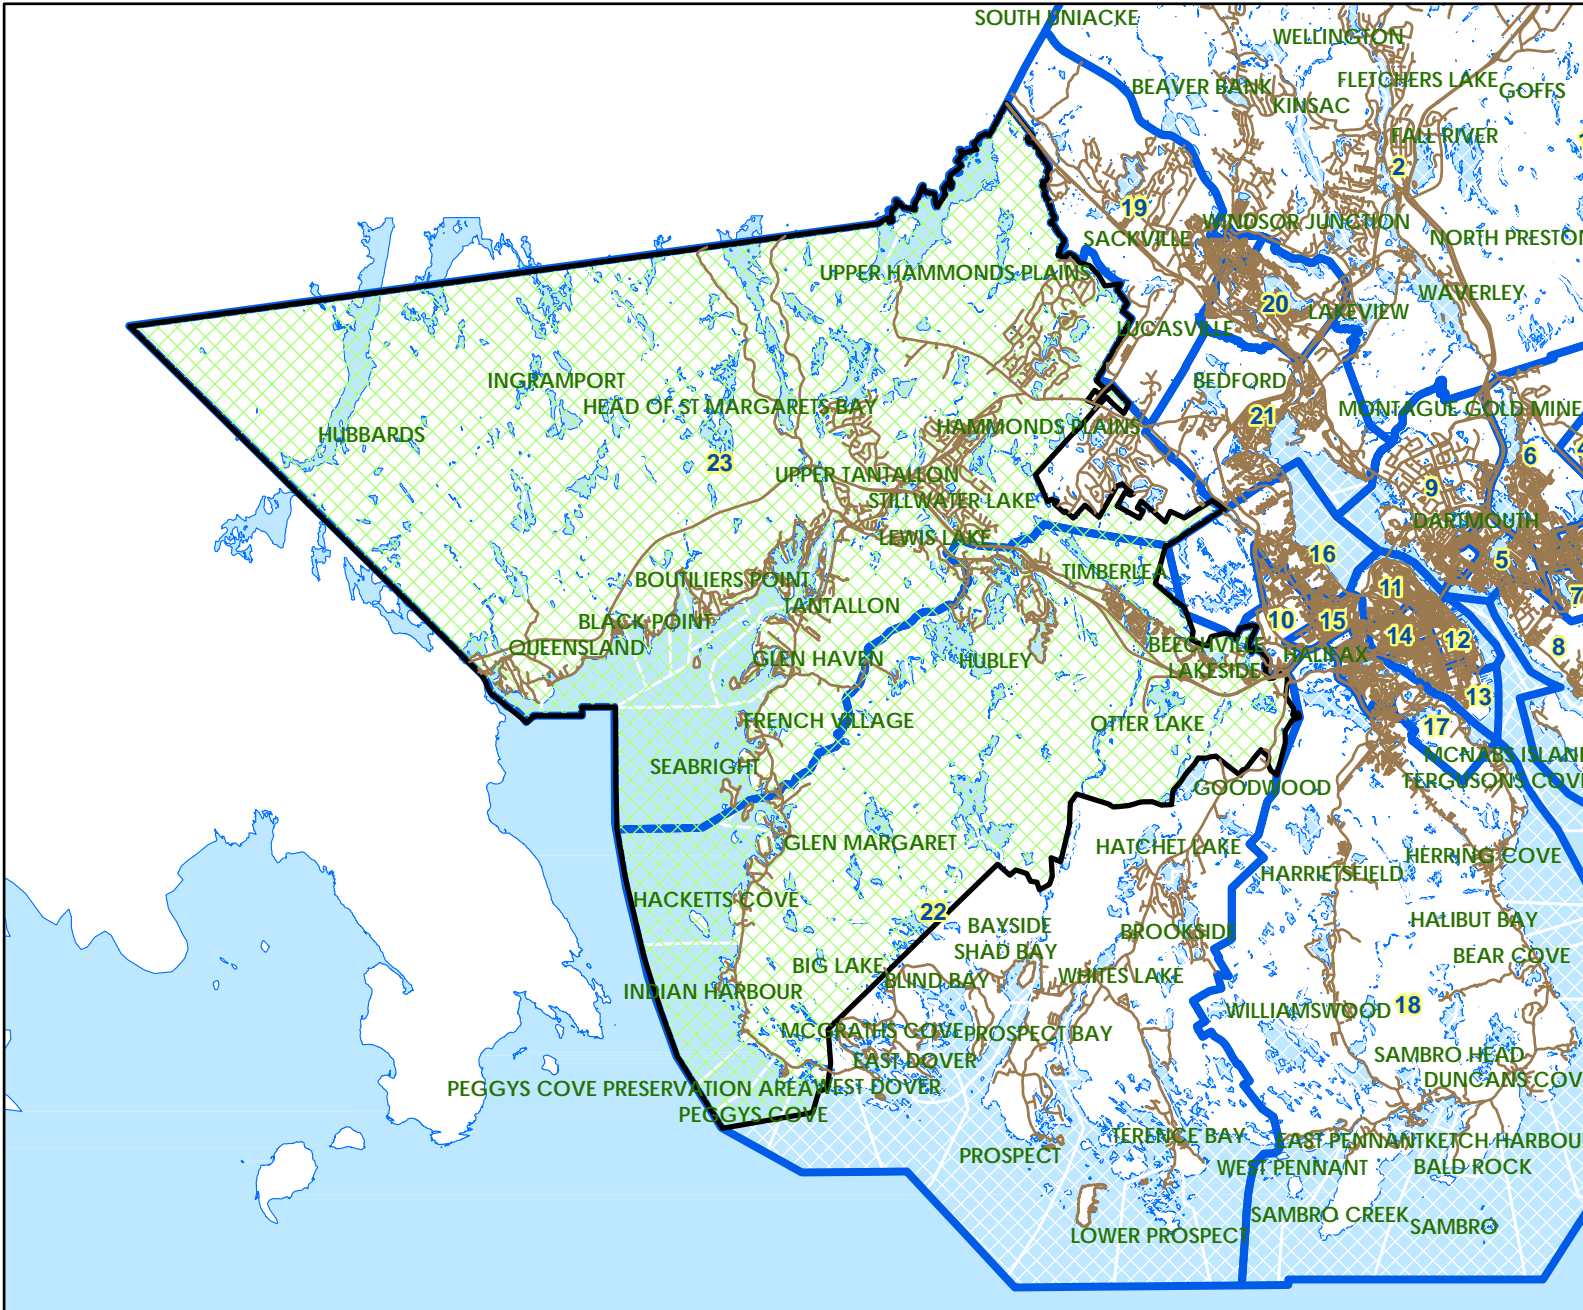 SOUTH UNIACKE
WELLINGTON
BEAVER BANK
FLETCHERS LAKE
GOFFS
KINSAC
FALL RIVER
2
19
WINDSOR JUNCTION
SACKVILLE
NORTH PRESTON
UPPER HAMMONDS PLAINS
WAVERLEY
20
LAKEVIEW
LUCASVILLE
INGRAMPORT
BEDFORD
HEAD OF ST MARGARETS BAY
MONTAGUE GOLD MINE
21
HUBBARDS
HAMMONDS PLAINS
6
23
UPPER TANTALLON
9
STILLWATER LAKE
DARTMOUTH
LEWIS LAKE
16
5
TIMBERLEA
BOUTILIERS POINT
11
7
TANTALLON
BLACK POINT
10
15
14
12
QUEENSLAND
BEECHVILLE
8
GLEN HAVEN
HUBLEY
HALIFAX
LAKESIDE
13
FRENCH VILLAGE
OTTER LAKE
17
MCNABS ISLAND
SEABRIGHT
FERGUSONS COVE
GOODWOOD
GLEN MARGARET
HATCHET LAKE
HERRING COVE
HARRIETSFIELD
HACKETTS COVE
22
BAYSIDE
HALIBUT BAY
BROOKSIDE
SHAD BAY
BEAR COVE
BIG LAKE
WHITES LAKE
BLIND BAY
INDIAN HARBOUR
WILLIAMSWOOD
18
MCGRATHS COVE
PROSPECT BAY
EAST DOVER
SAMBRO HEAD
DUNCANS COV
PEGGYS COVE PRESERVATION AREA
WEST DOVER
PEGGYS COVE
TERENCE BAY
EAST PENNANT
KETCH HARBOU
PROSPECT
WEST PENNANT
BALD ROCK
SAMBRO CREEK
SAMBRO
LOWER PROSPECT